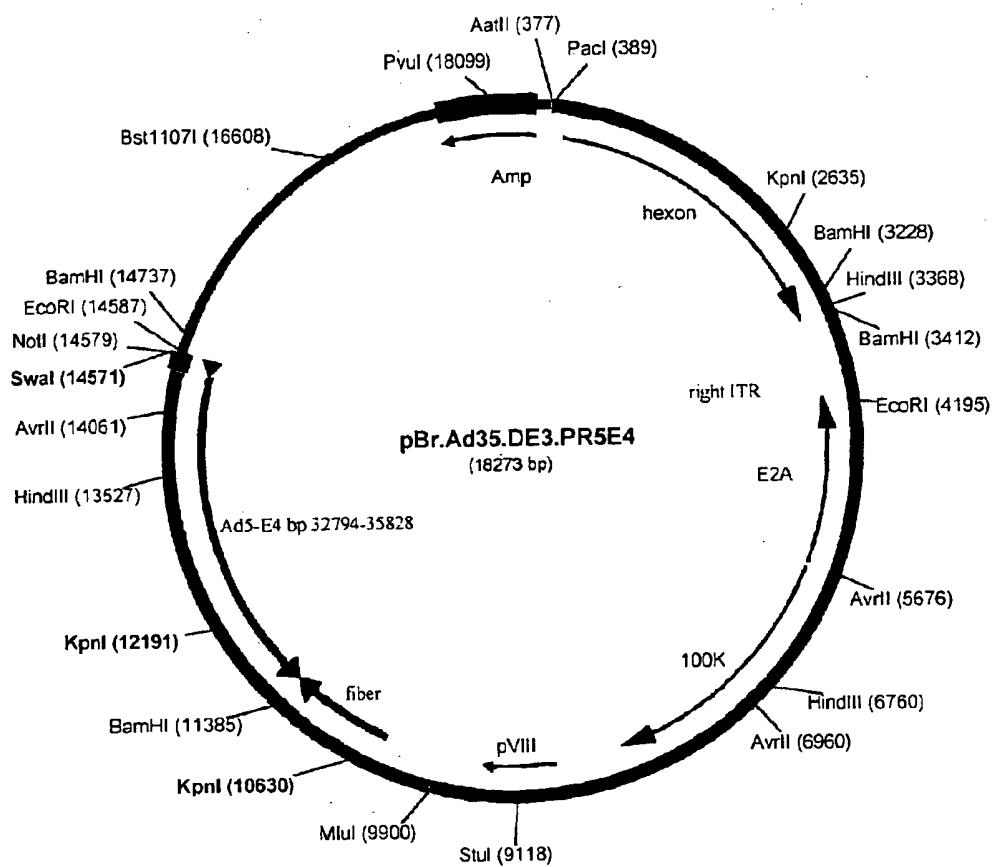 AatII (377)
PacI (389)
PvuI (18099)
Bst1107I (16608)
Amp
hexon
KpnI (2635)
BamHI (3228)
HindIII (3368)
BamHI (3412)
BamHI (14737)
EcoRI (14587)
NotI (14579)
SwaI (14571)
AvrII (14061)
HindIII (13527)
right ITR
EcoRI (4195)
pBr.Ad35.DE3.PR5E4
(18273 bp)
E2A
Ad5-E4 bp 32794-35828
AvrII (5676)
KpnI (12191)
100K
HindIII (6760)
fiber
BamHI (11385)
AvrII (6960)
pVIII
KpnI (10630)
MluI (9900)
StuI (9118)